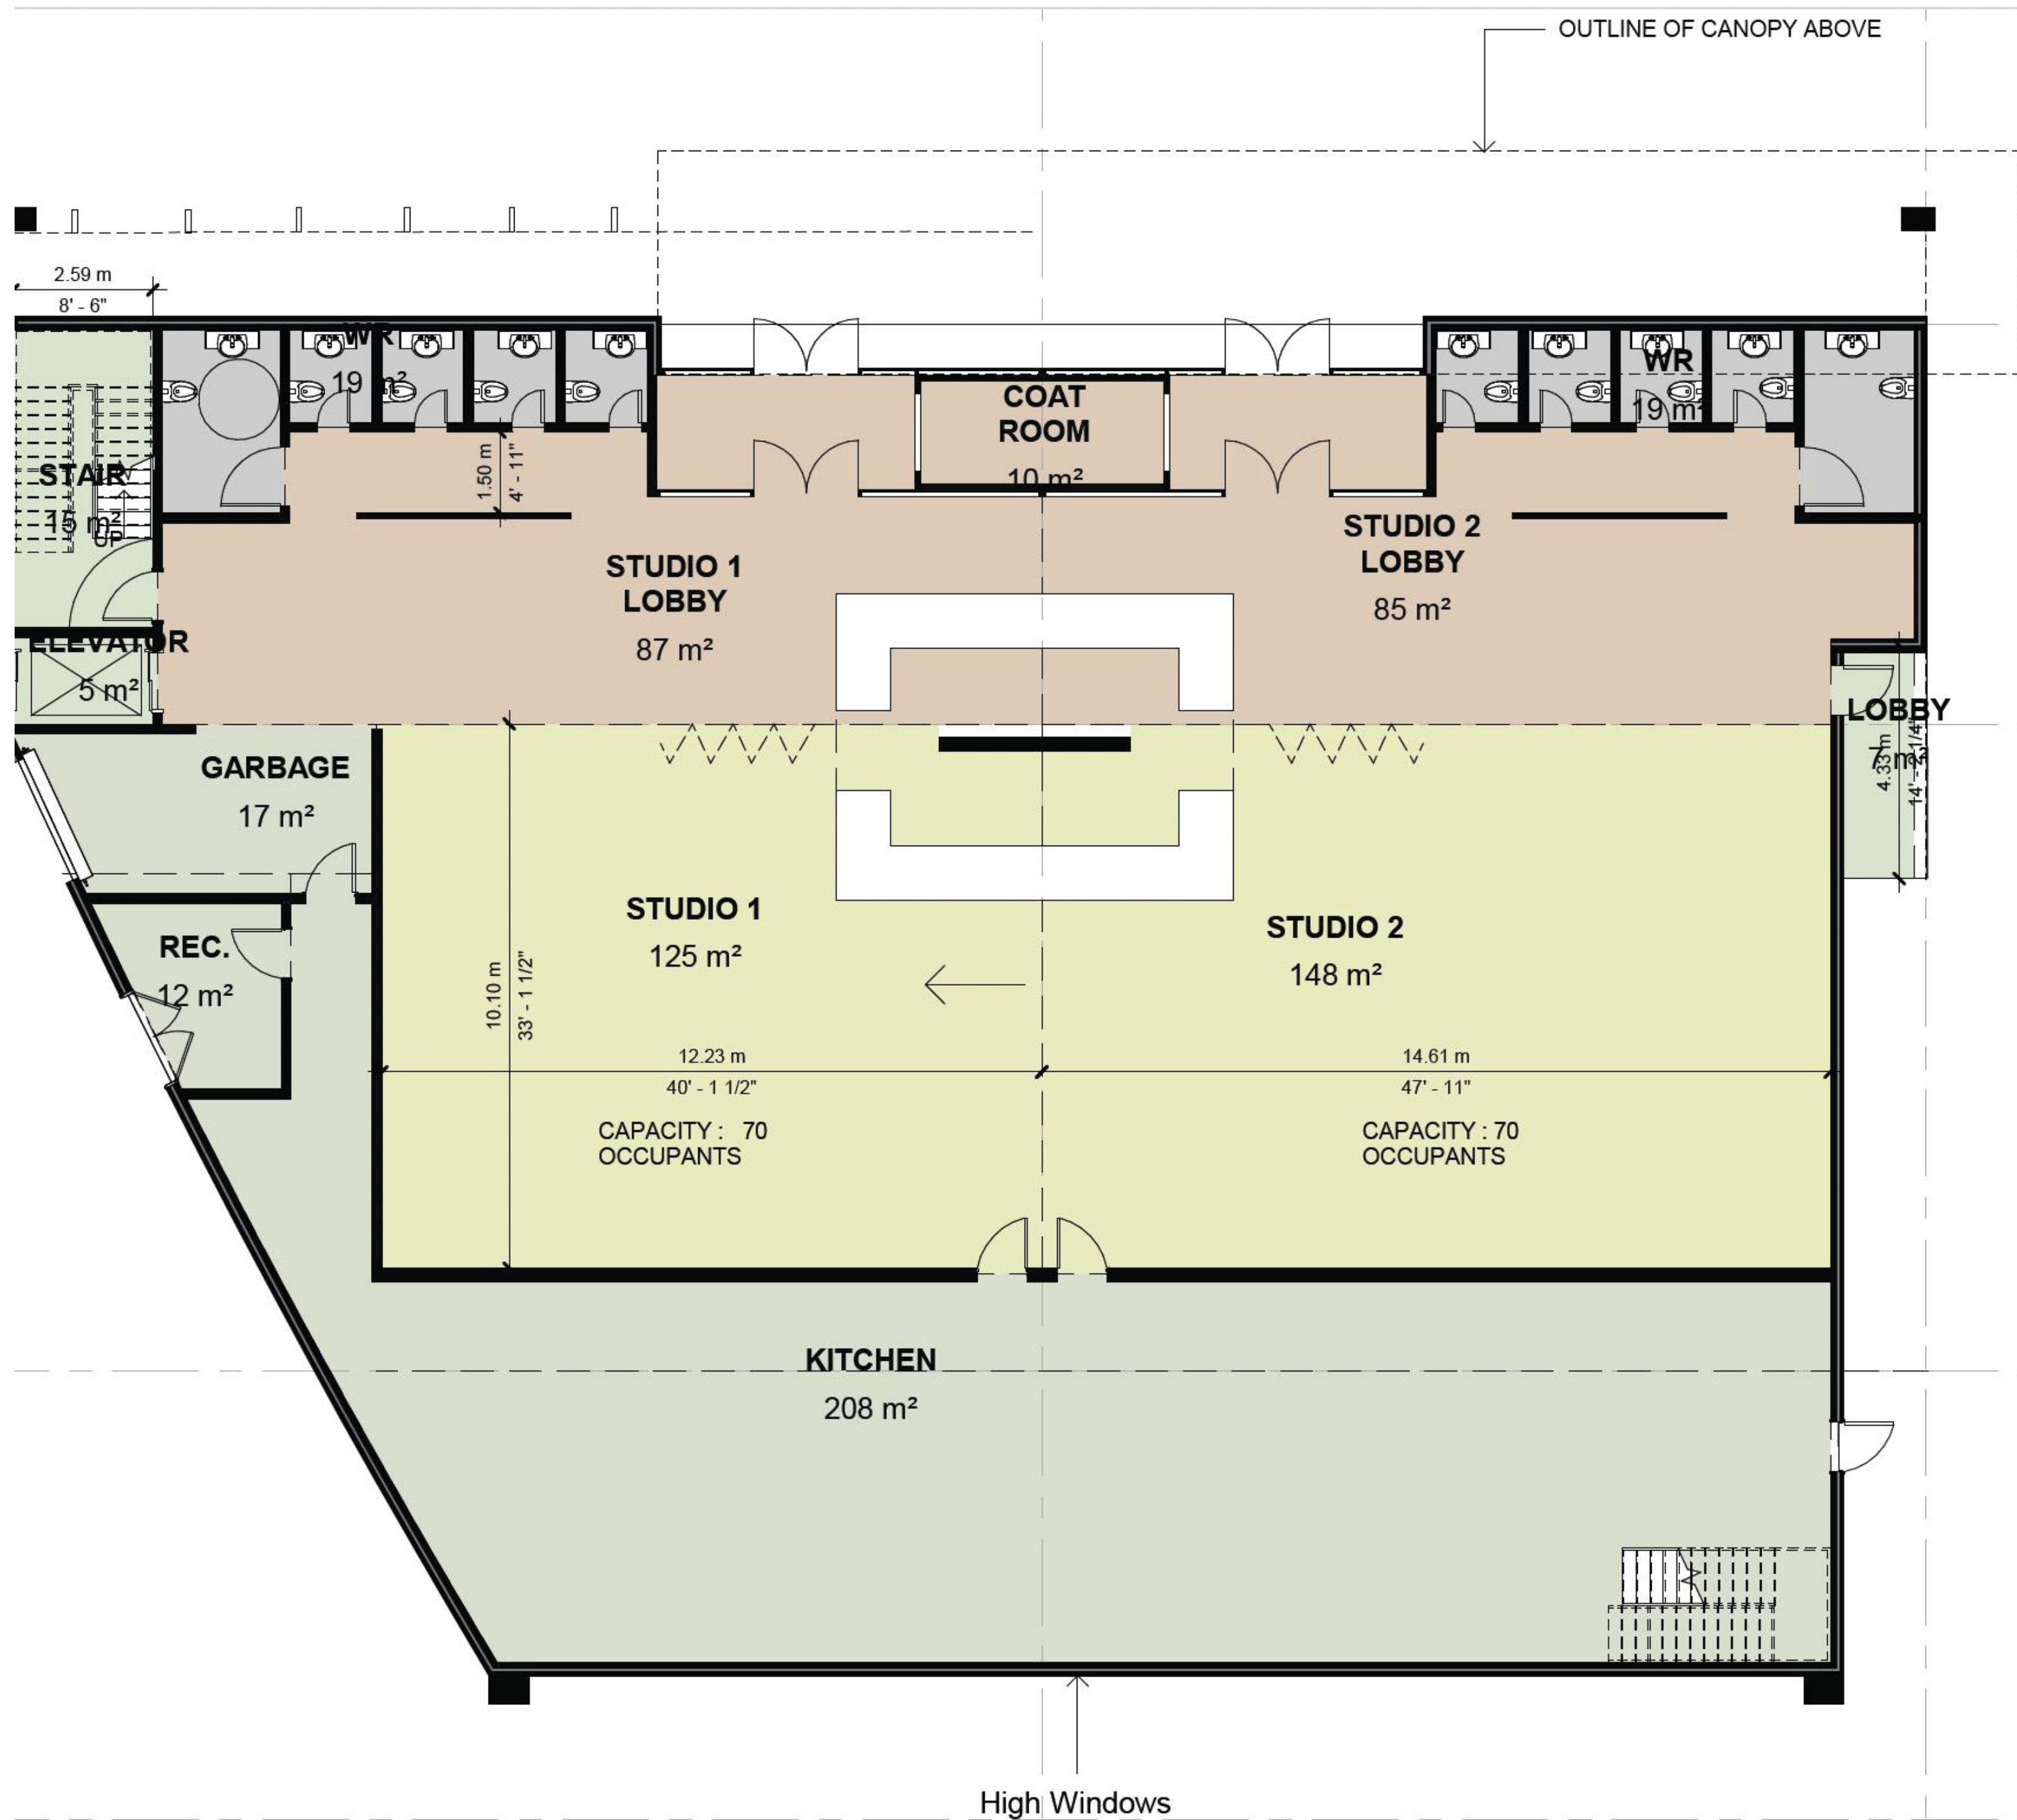 OUTLINE OF CANOPY ABOVE
2.59 m
8' - 6"
WR
19 m²
COAT
ROOM
10 m²
WR
19 m²
1.50 m
4' - 11"
STAIR
15 m²
UP
STUDIO 1
LOBBY
87 m²
STUDIO 2
LOBBY
85 m²
ELEVATOR
5 m²
LOBBY
7 m²
4.33 m
14' - 2 1/4"
GARBAGE
17 m²
STUDIO 1
125 m²
STUDIO 2
148 m²
REC.
12 m²
10.10 m
33' - 1 1/2"
12.23 m
40' - 1 1/2"
14.61 m
47' - 11"
CAPACITY : 70
OCCUPANTS
CAPACITY : 70
OCCUPANTS
KITCHEN
208 m²
High Windows